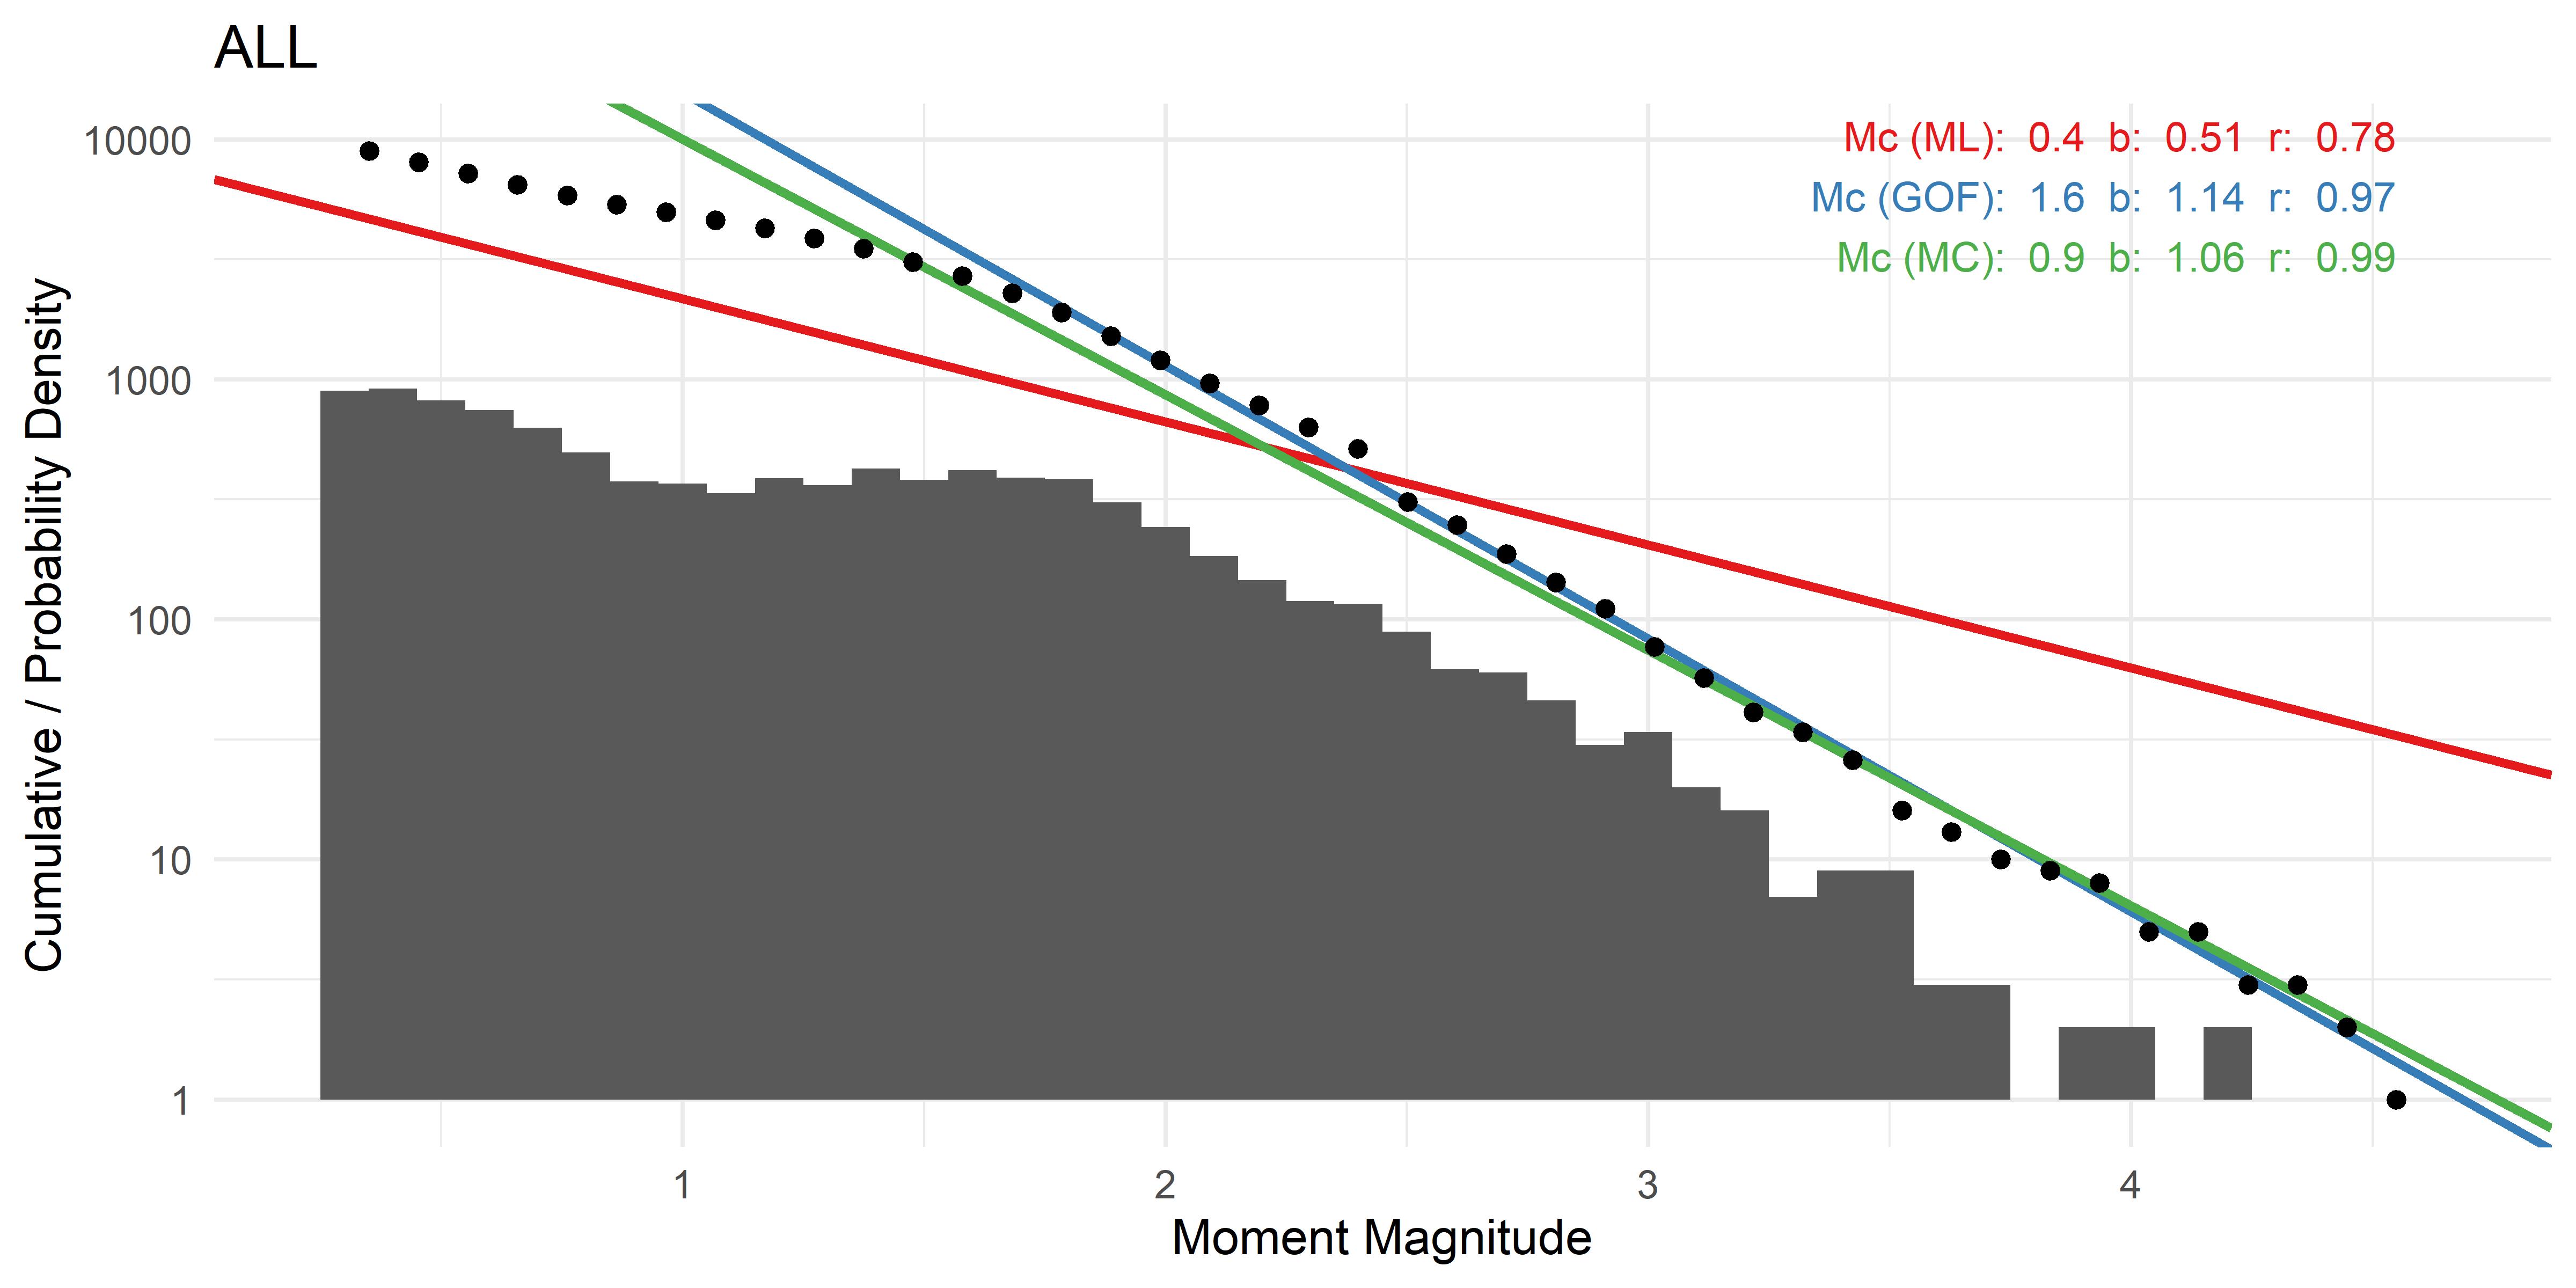 ALL
Mc (ML): 0.4 b: 0.51 r: 0.78
Mc (GOF): 1.6 b: 1.14 r: 0.97
Mc (MC): 0.9 b: 1.06 r: 0.99
Cumulative / Probability Density
10000
1000
100
10
1
1 2 3 4
Moment Magnitude